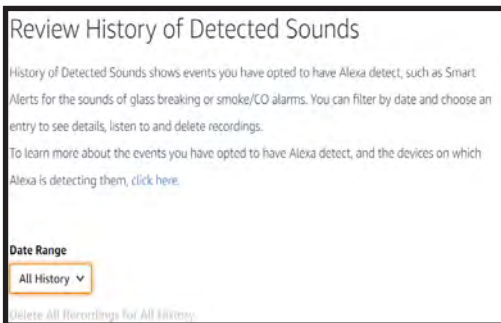 Review History of Detected Sounds
History of Detected Sounds shows events you have opted to have Alexa detect, such as Smart
Alerts for the sounds of glass breaking or smoke/CO alarms. You can filter by date and choose an
entry to see details, listen to and delete recordings.
To learn more about the events you have opted to have Alexa detect, and the devices on which
Alexa is detecting them, click here.
Date Range
All History
Delete All Recordings for All History